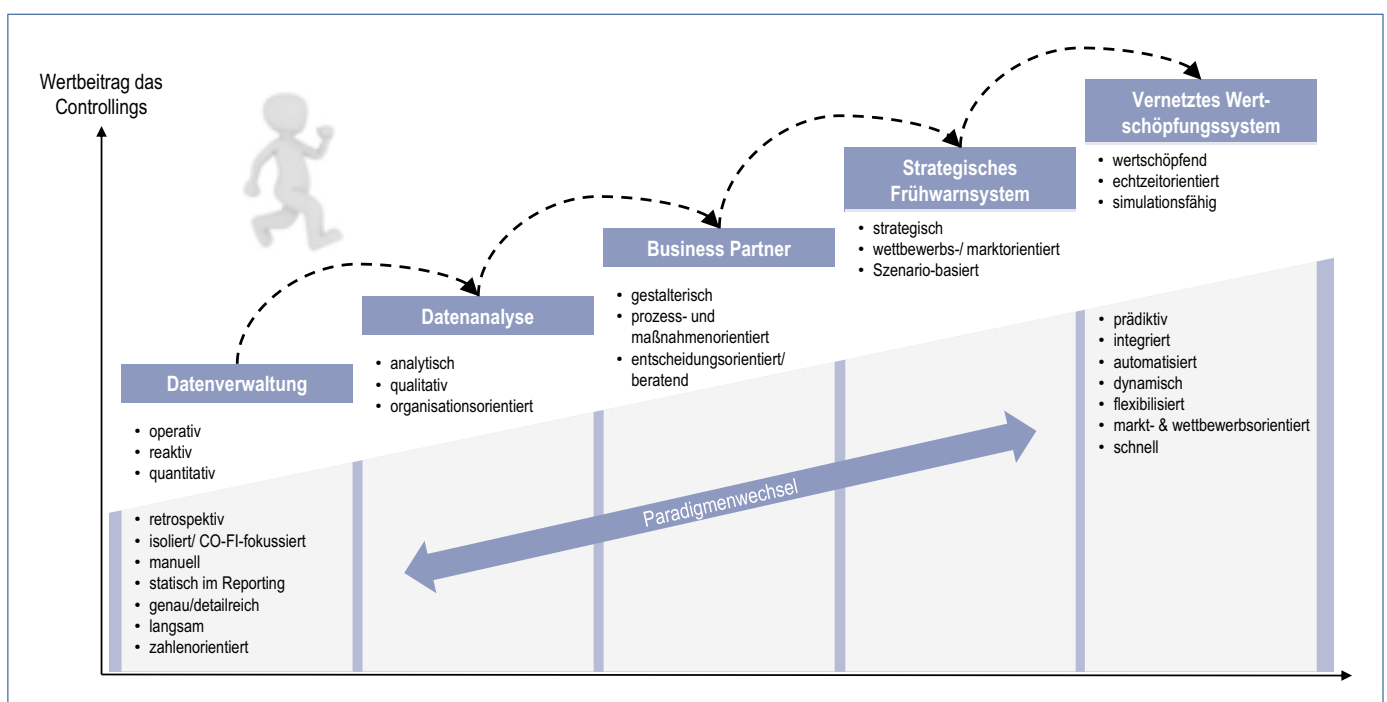 Wertbeitrag das
Controllings
Datenverwaltung
• operativ
• reaktiv
• quantitativ
• retrospektiv
• isoliert/ CO-FI-fokussiert
• manuell
• statisch im Reporting
• genau/detailreich
• langsam
• zahlenorientiert
Datenanalyse
• analytisch
• qualitativ
• organisationsorientiert
Business Partner
• gestalterisch
• prozess- und
maßnahmenorientiert
• entscheidungsorientiert/
beratend
Strategisches
Frühwarnsystem
• strategisch
• wettbewerbs-/ marktorientiert
• Szenario-basiert
Vernetztes Wert-
schöpfungssystem
• wertschöpfend
• echtzeitorientiert
• simulationsfähig
• prädiktiv
• integriert
• automatisiert
• dynamisch
• flexibilisiert
• markt- & wettbewerbsorientiert
• schnell
Paradigmenwechsel